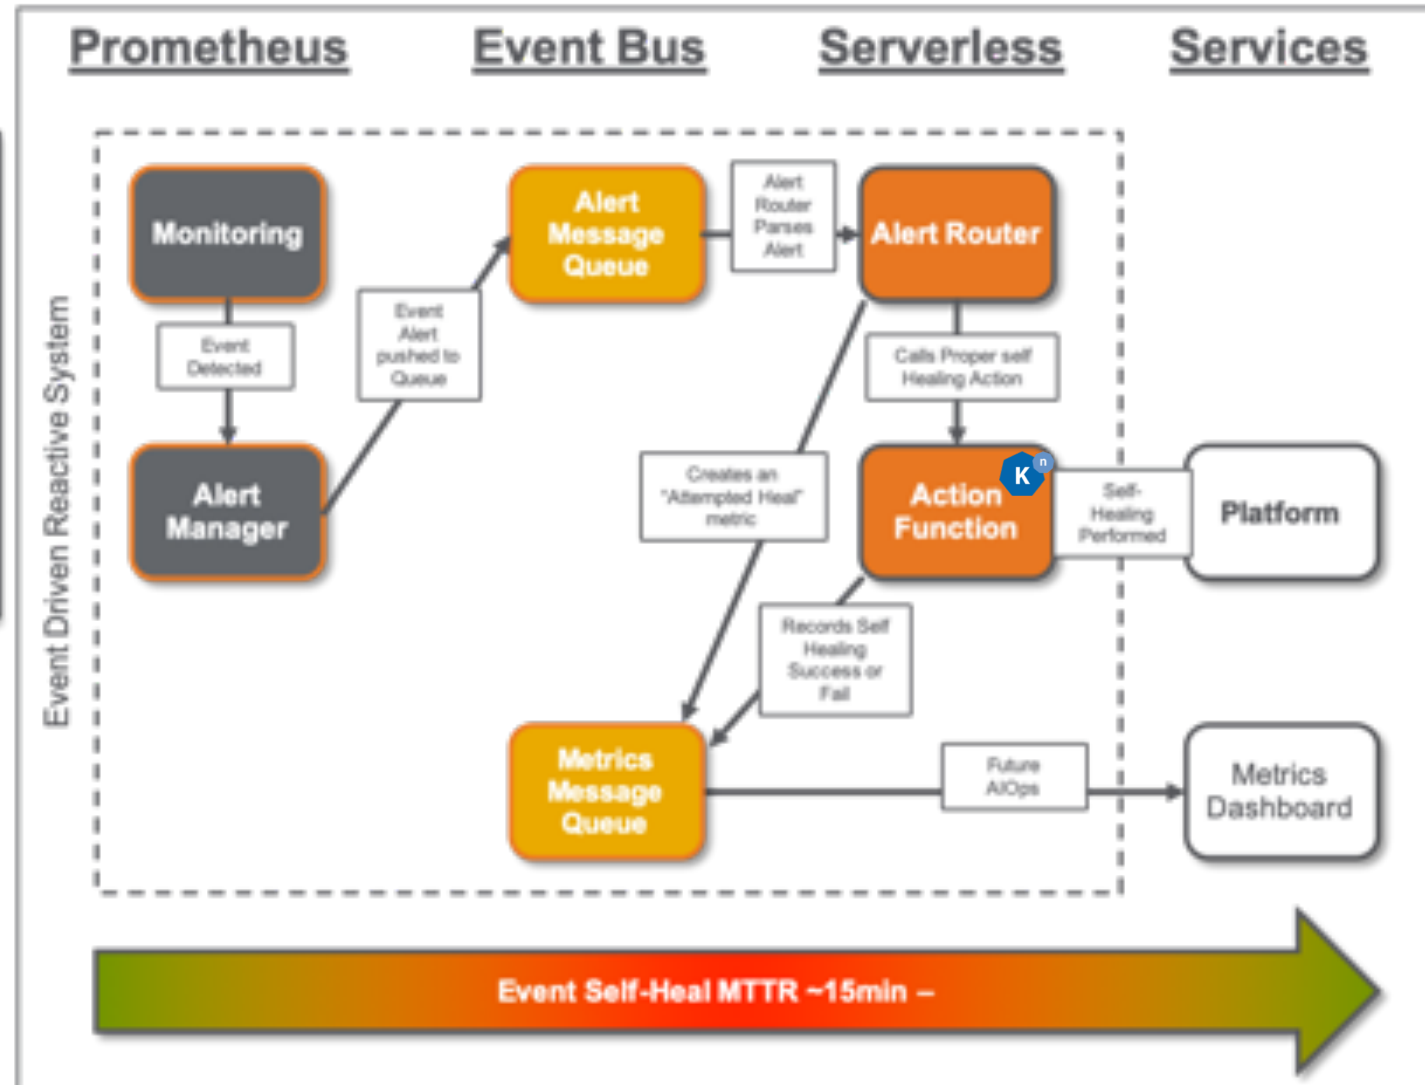 Prometheus
Event Bus
Serverless
Services
Event Driven Reactive System
Monitoring
Event
Detected
Alert
Manager
Event
Alert
pushed to
Queue
Alert
Message
Queue
Alert
Router
Parses
Alert
Alert Router
Calls Proper self
Healing Action
Creates an
"Attempted Heal"
metric
Action
Function
K
n
Self-
Healing
Performed
Platform
Records Self
Healing
Success or
Fail
Metrics
Message
Queue
Future
AIOps
Metrics
Dashboard
Event Self-Heal MTTR ~15min –